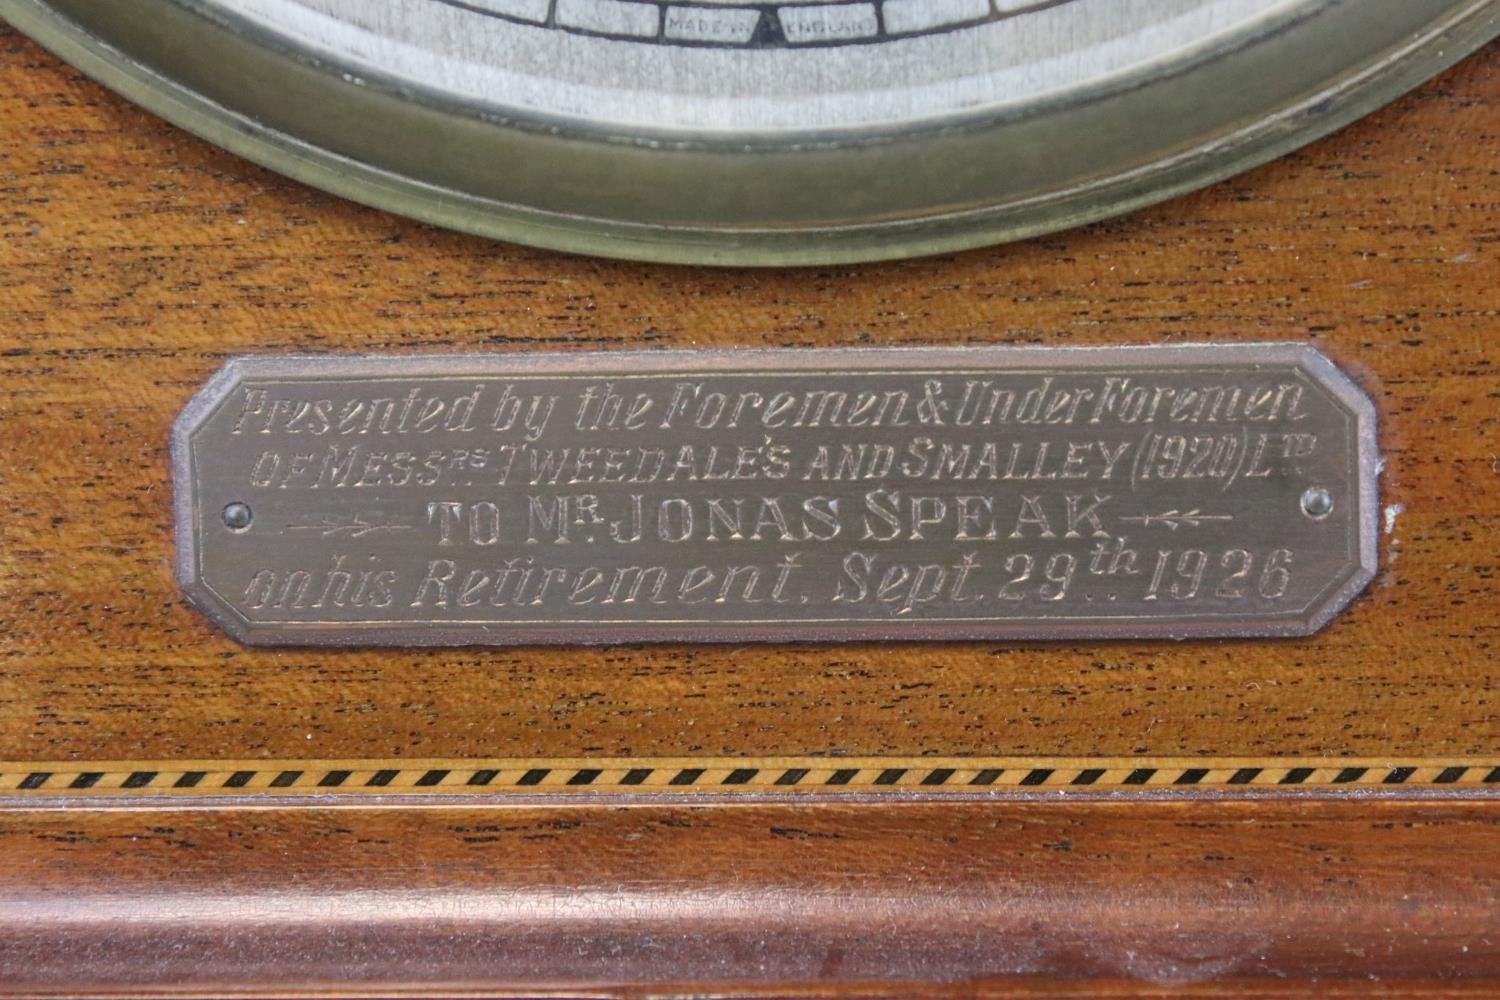 MADE IN ENGLAND
Presented by the Foremen & Under Foremen
OF MESSRS. TWEEDALE'S AND SMALLEY (1920) LTD
TO MR. JONAS SPEAK
on his Retirement, Sept. 29th. 1926